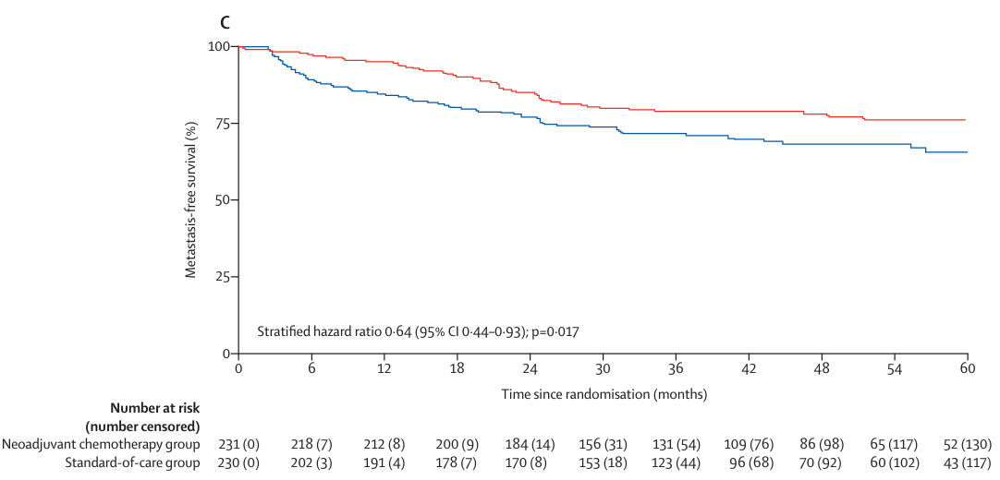 C
100
75
50
25
0
Metastasis-free survival (%)
Stratified hazard ratio 0·64 (95% CI 0·44–0·93); p=0·017
0 6 12 18 24 30 36 42 48 54 60
Time since randomisation (months)
Number at risk
(number censored)
Neoadjuvant chemotherapy group 231 (0) 218 (7) 212 (8) 200 (9) 184 (14) 156 (31) 131 (54) 109 (76) 86 (98) 65 (117) 52 (130)
Standard-of-care group 230 (0) 202 (3) 191 (4) 178 (7) 170 (8) 153 (18) 123 (44) 96 (68) 70 (92) 60 (102) 43 (117)